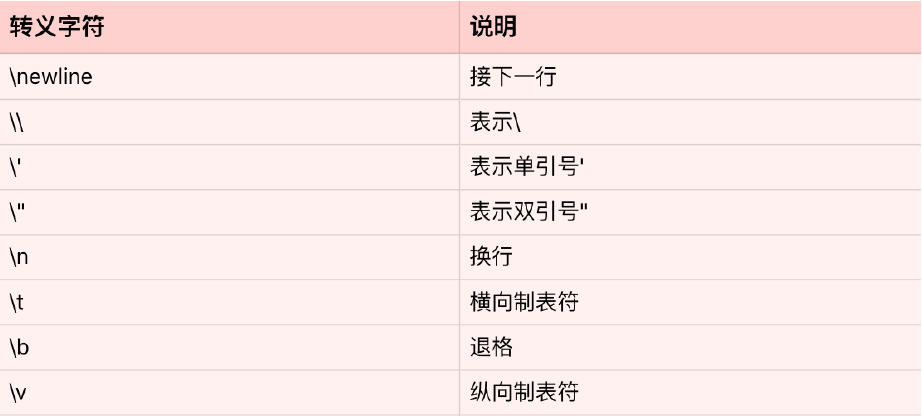 转义字符 说明
\newline 接下一行
\\ 表示\
\' 表示单引号'
\" 表示双引号"
\n 换行
\t 横向制表符
\b 退格
\v 纵向制表符